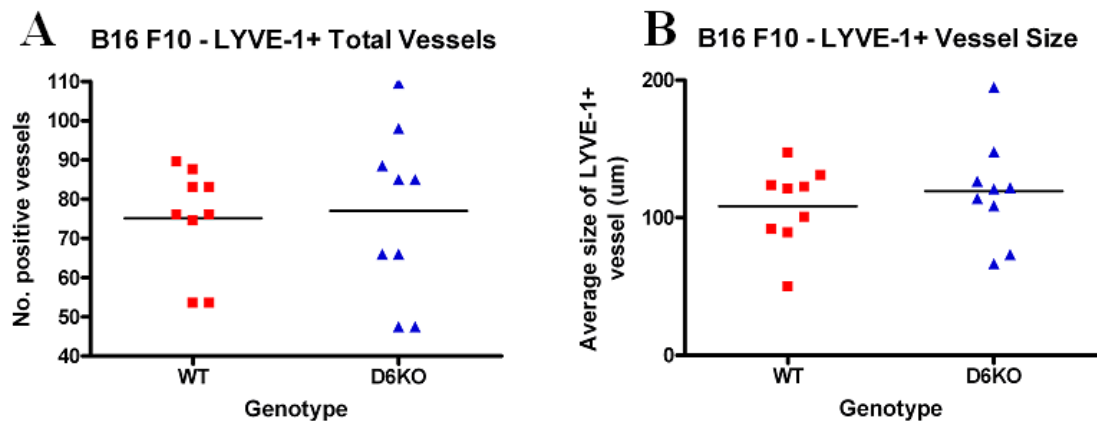 A
B16 F10 - LYVE-1+ Total Vessels
No. positive vessels
110
100
90
80
70
60
50
40
WT
D6KO
Genotype
B
B16 F10 - LYVE-1+ Vessel Size
Average size of LYVE-1+
vessel (um)
200
100
0
WT
D6KO
Genotype